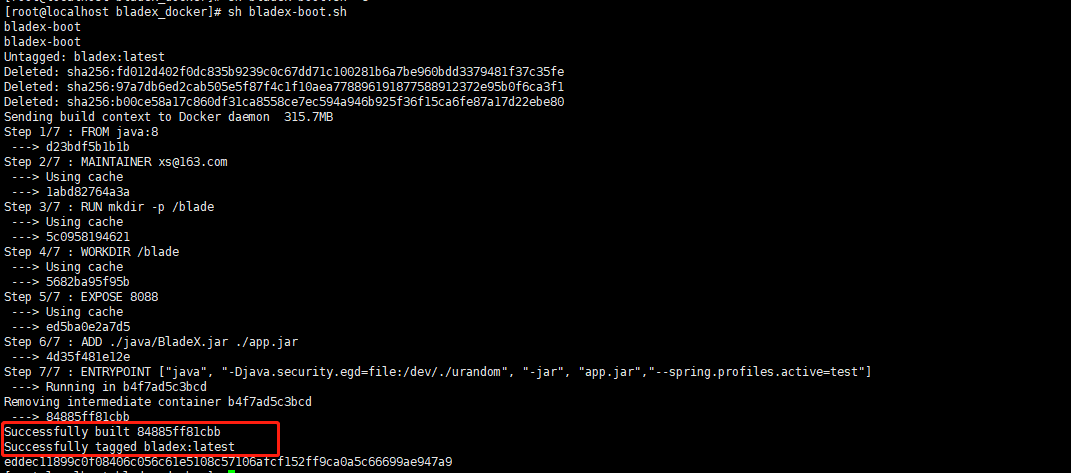 [root@localhost bladex_docker]# sh bladex-boot.sh
bladex-boot
bladex-boot
Untagged: bladex:latest
Deleted: sha256:fd012d402f0dc835b9239c0c67dd71c100281b6a7be960bdd3379481f37c35fe
Deleted: sha256:97a7db6ed2cab505e5f87f4c1f10aea778896191877588912372e95b0f6ca3f1
Deleted: sha256:b00ce58a17c860df31ca8558ce7ec594a946b925f36f15ca6fe87a17d22ebe80
Sending build context to Docker daemon  315.7MB
Step 1/7 : FROM java:8
 ---> d23bdf5b1b1b
Step 2/7 : MAINTAINER xs@163.com
 ---> Using cache
 ---> 1abd82764a3a
Step 3/7 : RUN mkdir -p /blade
 ---> Using cache
 ---> 5c0958194621
Step 4/7 : WORKDIR /blade
 ---> Using cache
 ---> 5682ba95f95b
Step 5/7 : EXPOSE 8088
 ---> Using cache
 ---> ed5ba0e2a7d5
Step 6/7 : ADD ./java/BladeX.jar ./app.jar
 ---> 4d35f481e12e
Step 7/7 : ENTRYPOINT ["java", "-Djava.security.egd=file:/dev/./urandom", "-jar", "app.jar","--spring.profiles.active=test"]
 ---> Running in b4f7ad5c3bcd
Removing intermediate container b4f7ad5c3bcd
 ---> 84885ff81cbb
Successfully built 84885ff81cbb
Successfully tagged bladex:latest
eddec11899c0f08406c056c61e5108c57106afcf152ff9ca0a5c66699ae947a9